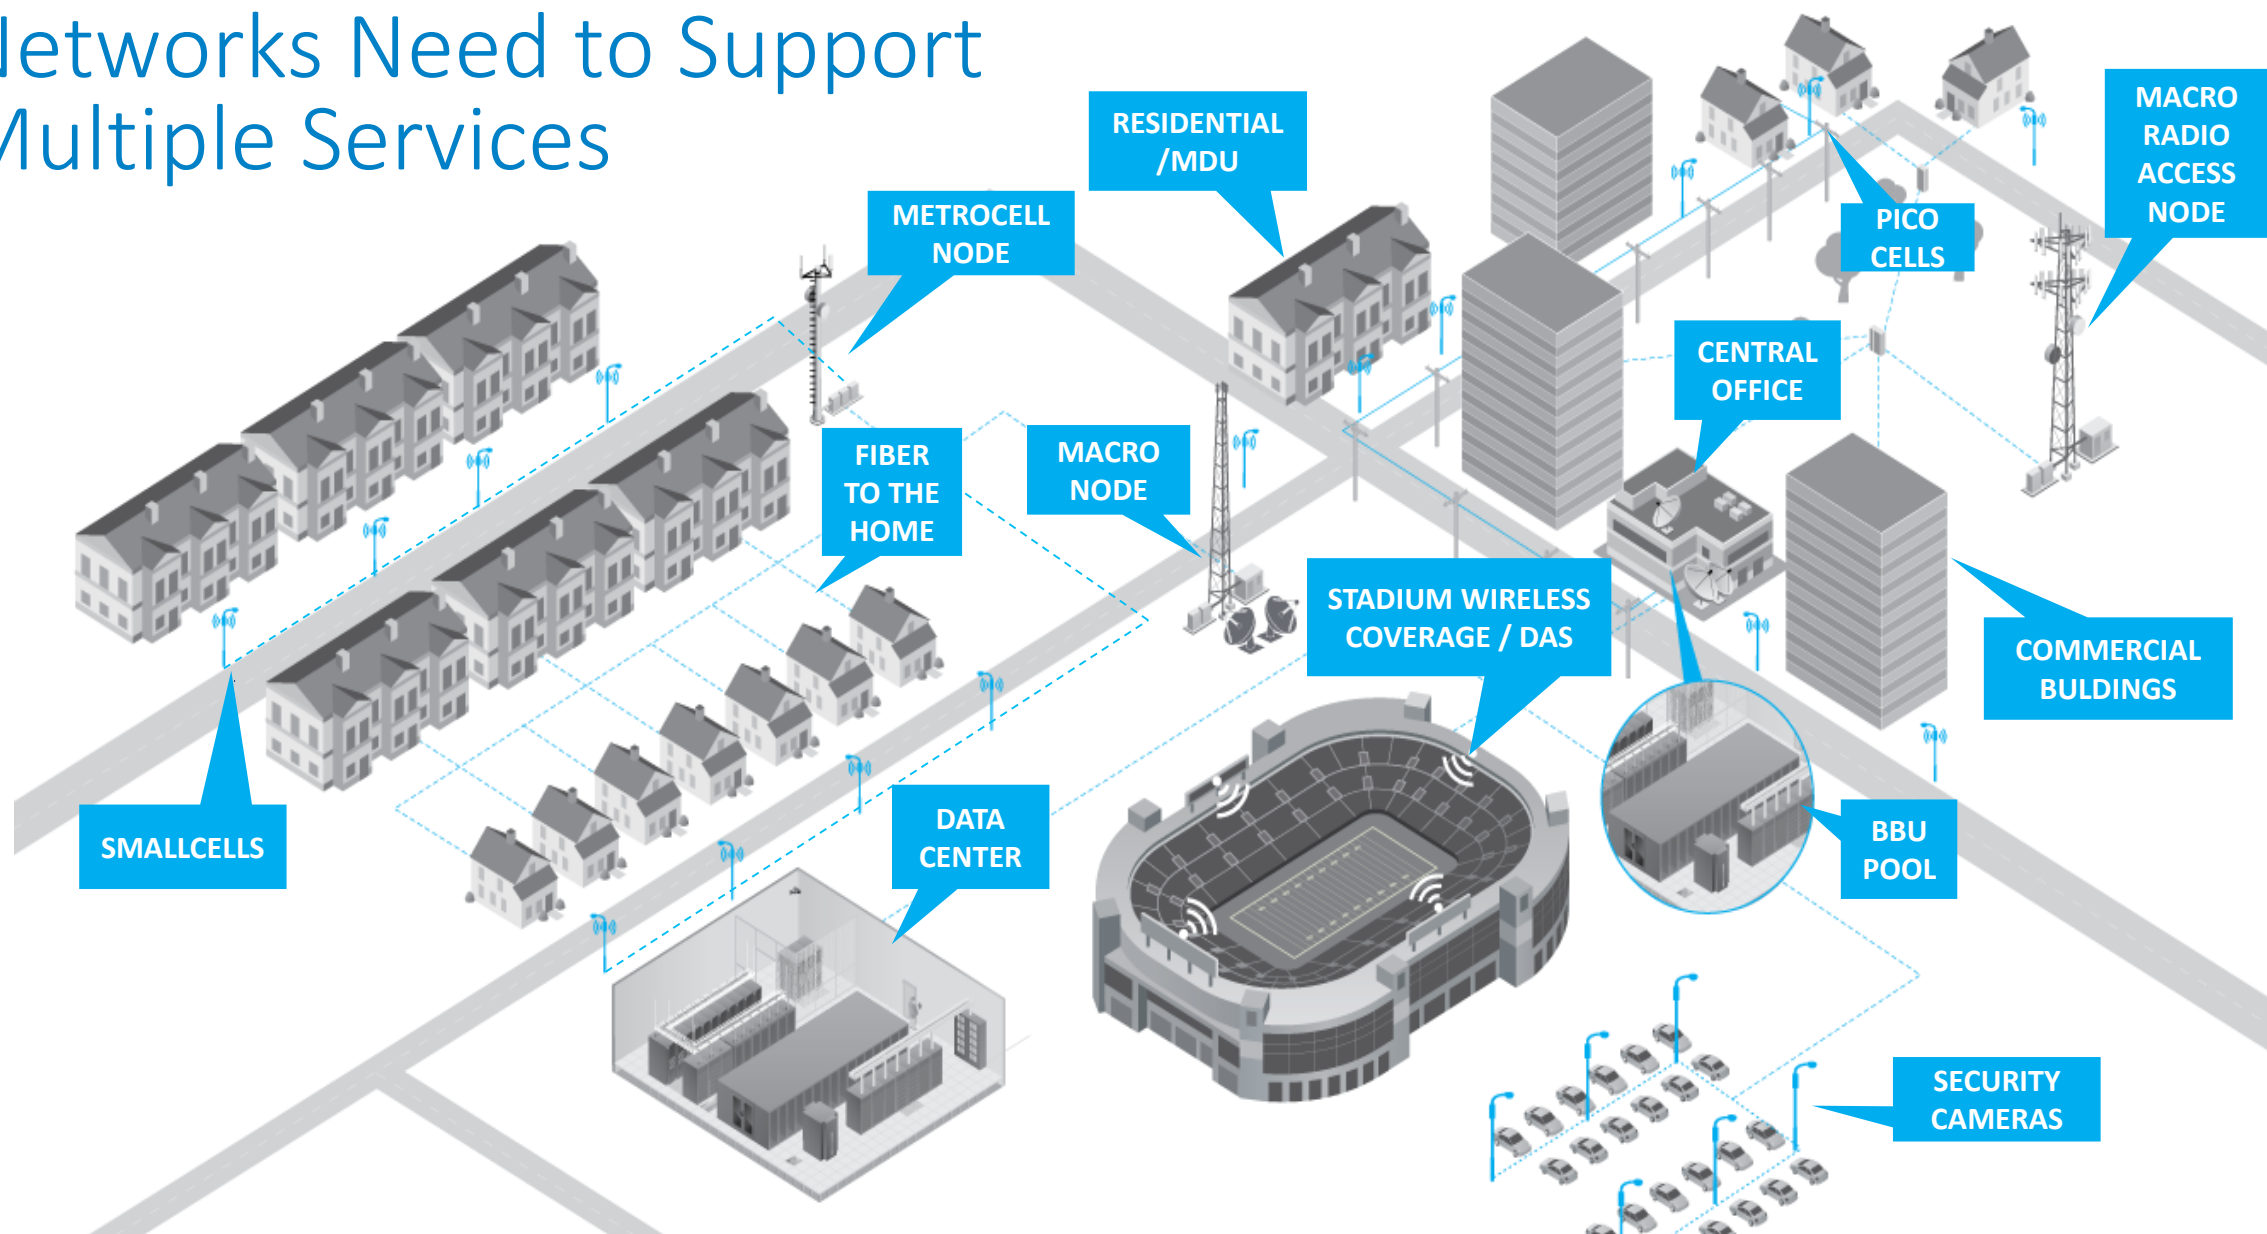 Networks Need to Support
Multiple Services
RESIDENTIAL
/MDU
MACRO
RADIO
ACCESS
NODE
METROCELL
NODE
PICO
CELLS
CENTRAL
OFFICE
FIBER
TO THE
HOME
MACRO
NODE
STADIUM WIRELESS
COVERAGE / DAS
COMMERCIAL
BULDINGS
SMALLCELLS
DATA
CENTER
BBU
POOL
SECURITY
CAMERAS